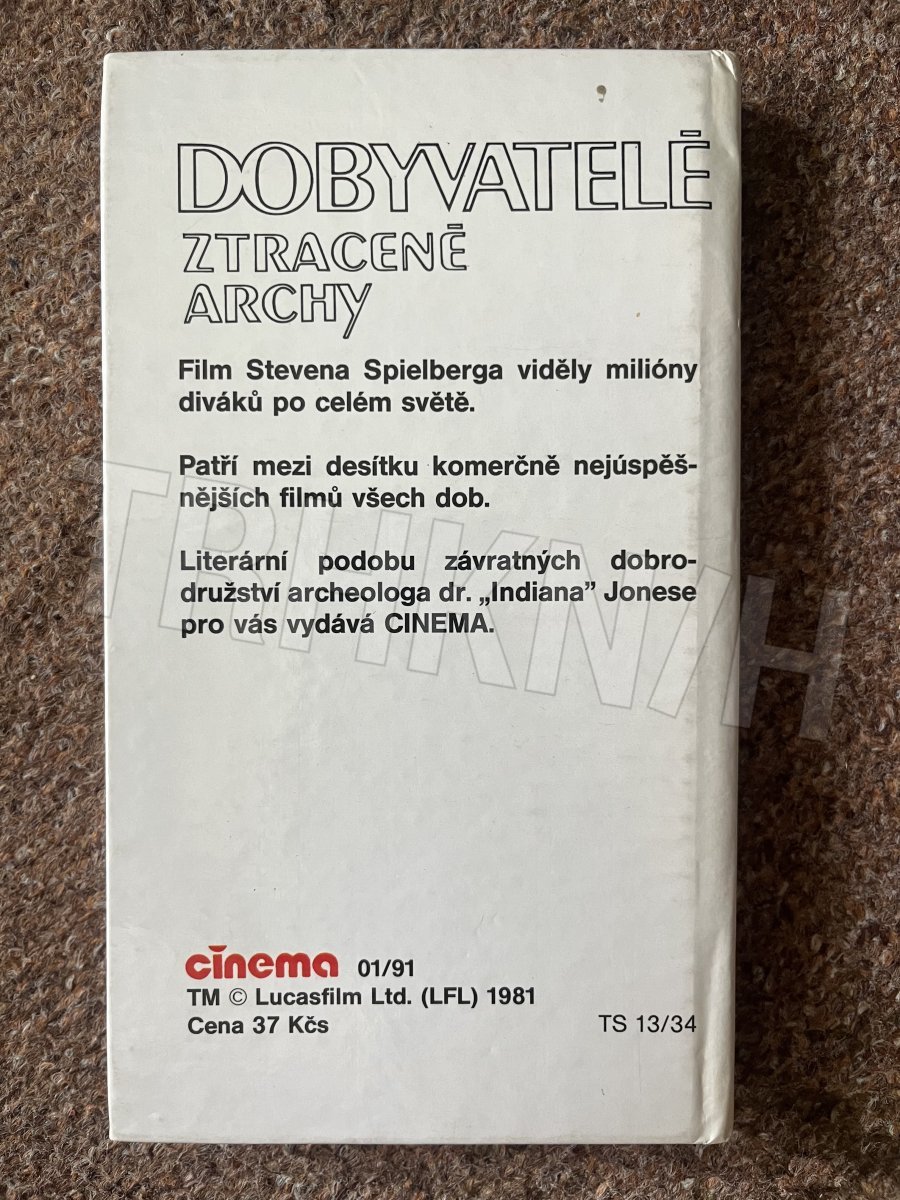 DOBYVATELÉ
ZTRACENÉ
ARCHY
Film Stevena Spielberga viděly milióny
diváků po celém světě.
Patří mezi desítku komerčně nejúspěš-
nějších filmů všech dob.
Literární podobu závratných dobro-
družství archeologa dr. „Indiana” Jonese
pro vás vydává CINEMA.
TRHKNIH
cinema 01/91
TM © Lucasfilm Ltd. (LFL) 1981
Cena 37 Kčs
TS 13/34